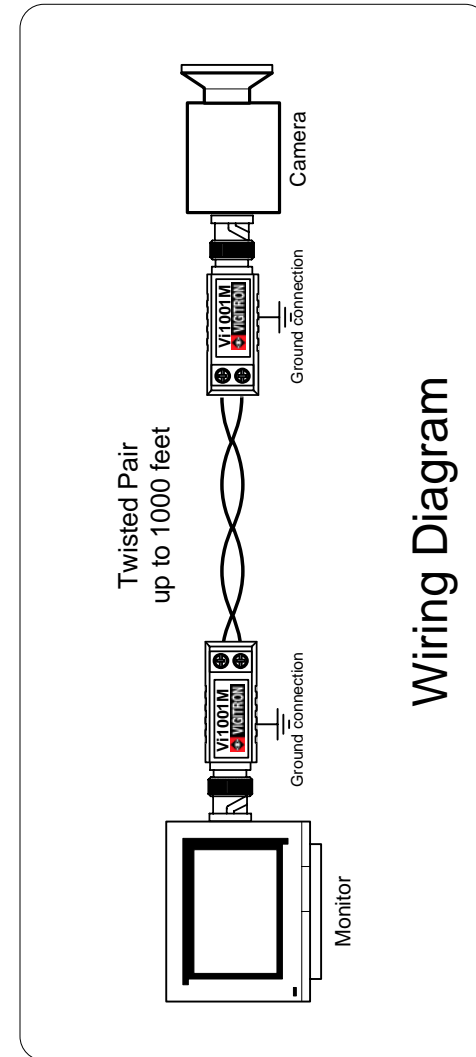 Twisted Pair
up to 1000 feet
Vi1001M
VIGITRON
Vi1001M
VIGITRON
Ground connection
Ground connection
Monitor
Camera
Wiring Diagram